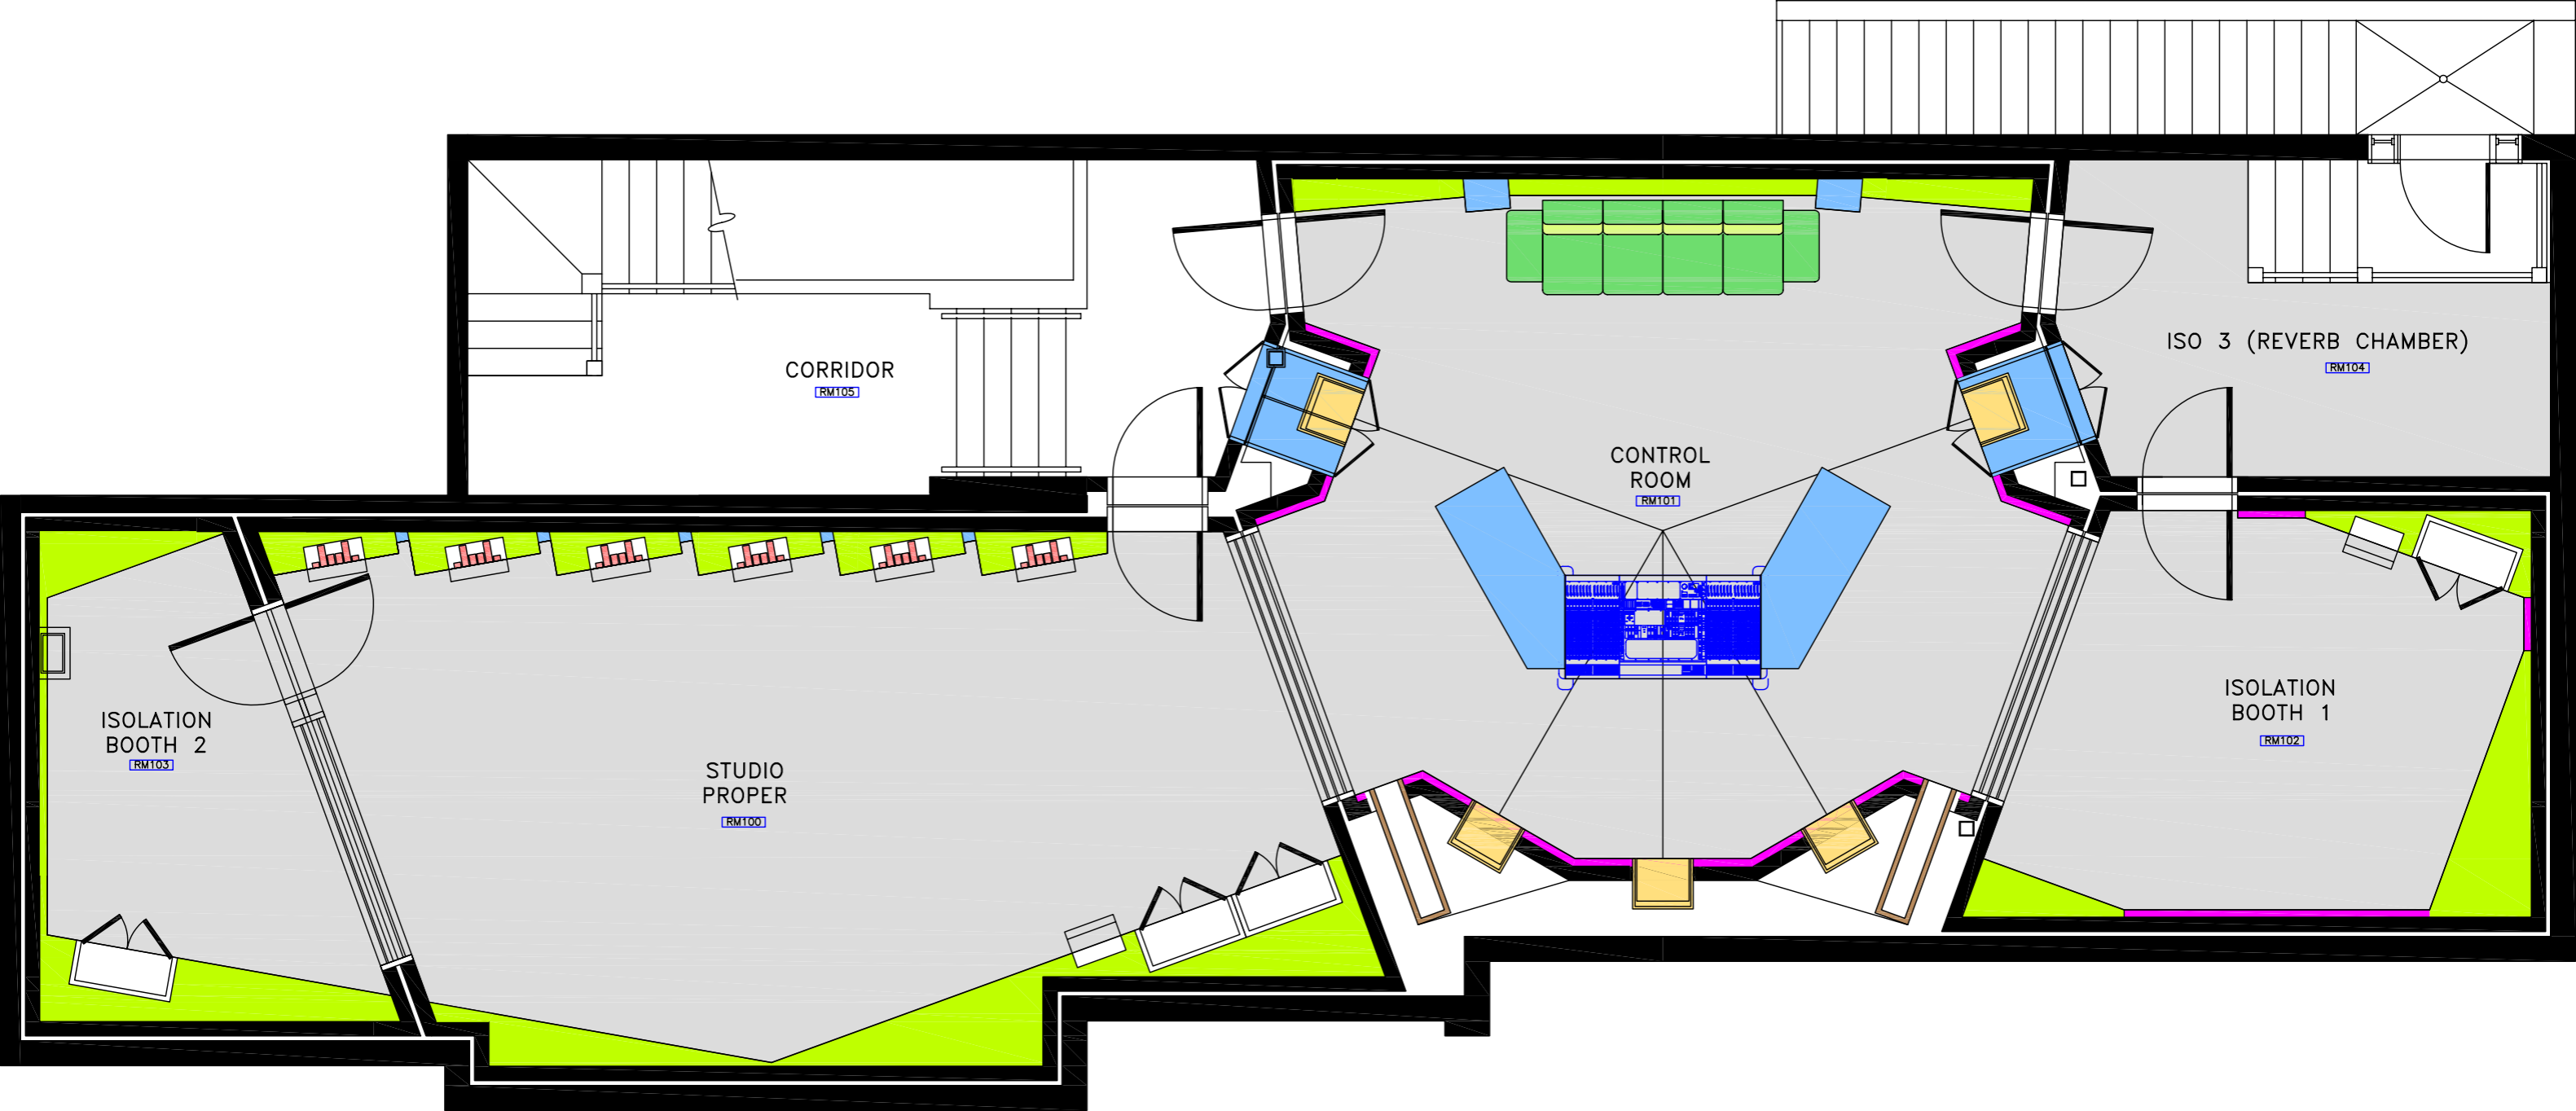 CORRIDOR
RM105
CONTROL
ROOM
RM101
ISO 3 (REVERB CHAMBER)
RM104
ISOLATION
BOOTH 2
RM103
STUDIO
PROPER
RM100
ISOLATION
BOOTH 1
RM102